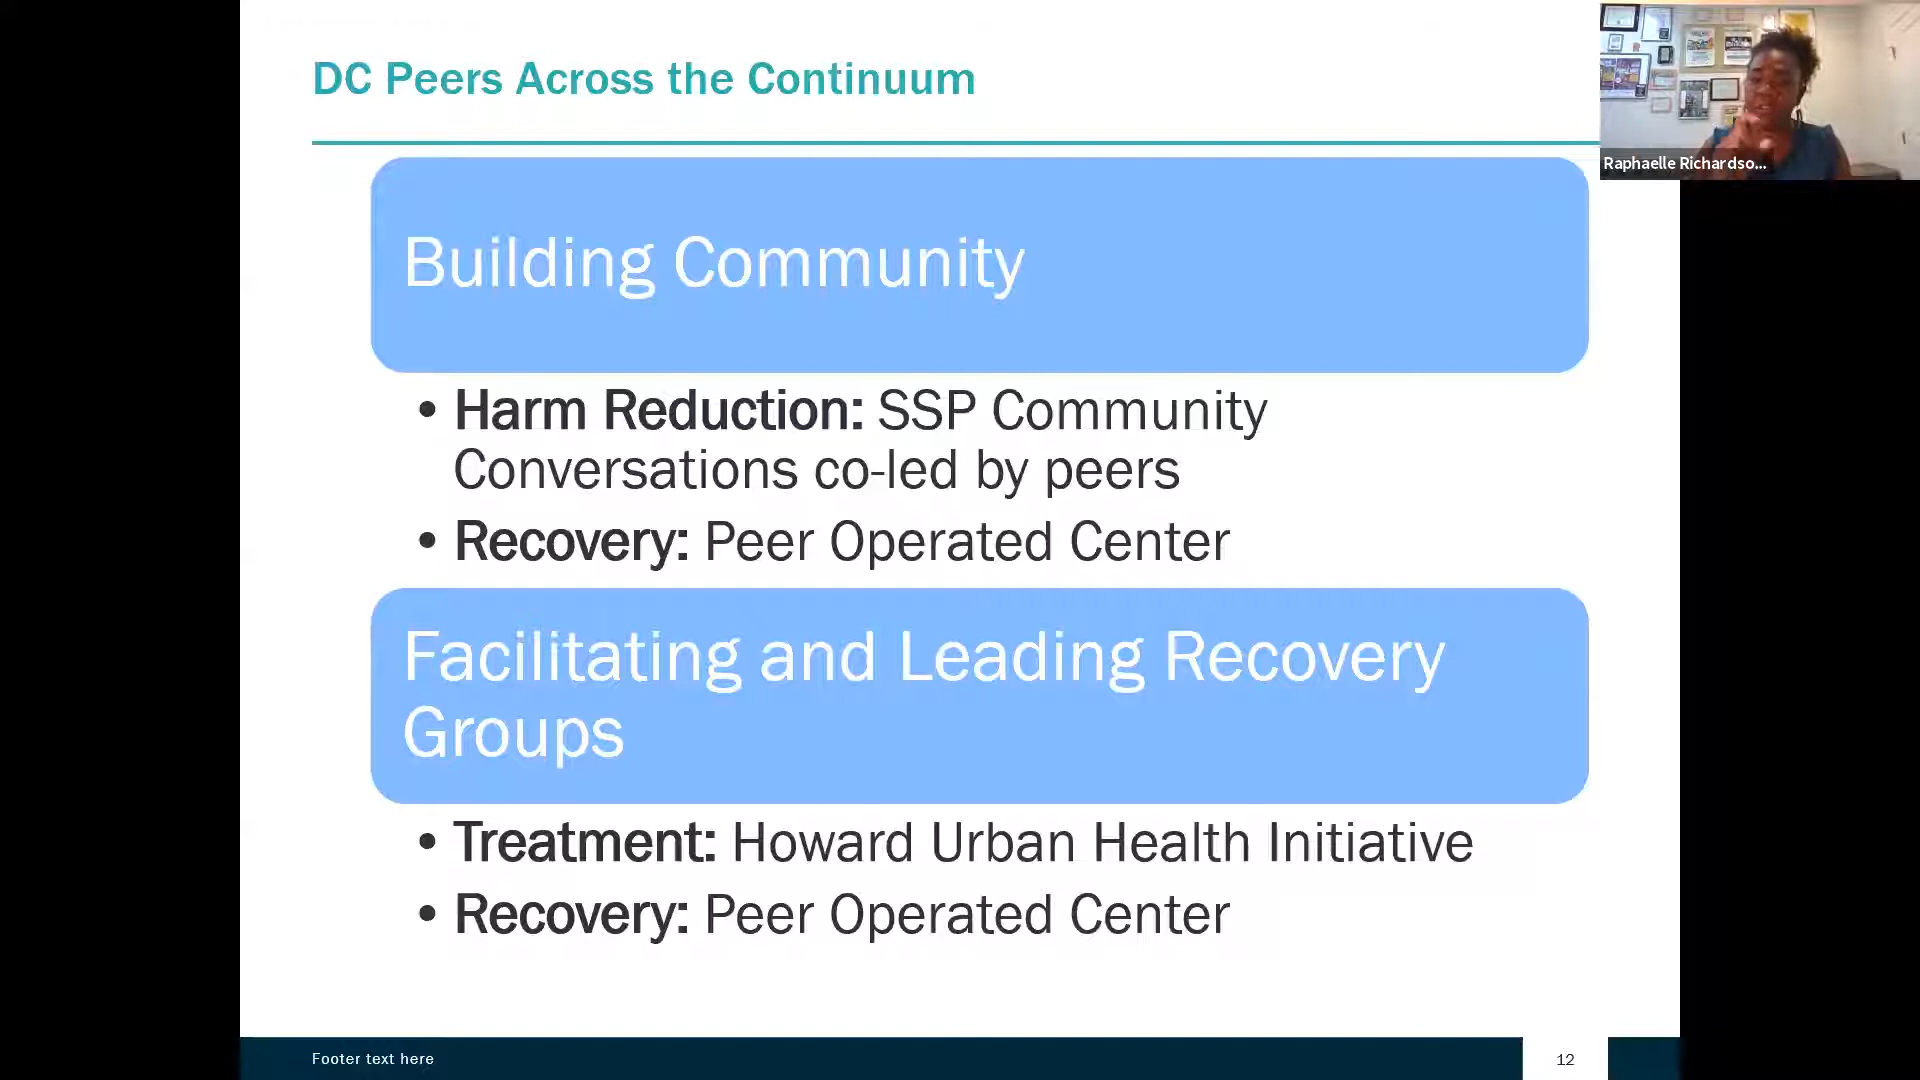 DC Peers Across the Continuum
Raphaelle Richardso...
Building Community
• Harm Reduction: SSP Community
Conversations co-led by peers
• Recovery: Peer Operated Center
Facilitating and Leading Recovery
Groups
• Treatment: Howard Urban Health Initiative
• Recovery: Peer Operated Center
Footer text here
12